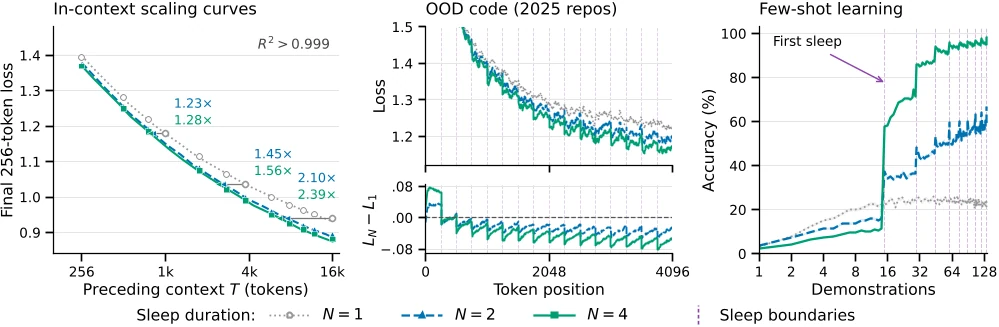 In-context scaling curves
Final 256-token loss
1.4
1.3
1.2
1.1
1.0
0.9
R² > 0.999
1.23×
1.28×
1.45×
1.56×
2.10×
2.39×
256
1k
4k
16k
Preceding context T (tokens)
OOD code (2025 repos)
Loss
1.5
1.4
1.3
1.2
L_N − L_1
.08
.00
−.08
0
2048
4096
Token position
Few-shot learning
Accuracy (%)
100
80
60
40
20
0
First sleep
1
2
4
8
16
32
64
128
Demonstrations
Sleep duration: N = 1 N = 2 N = 4 Sleep boundaries